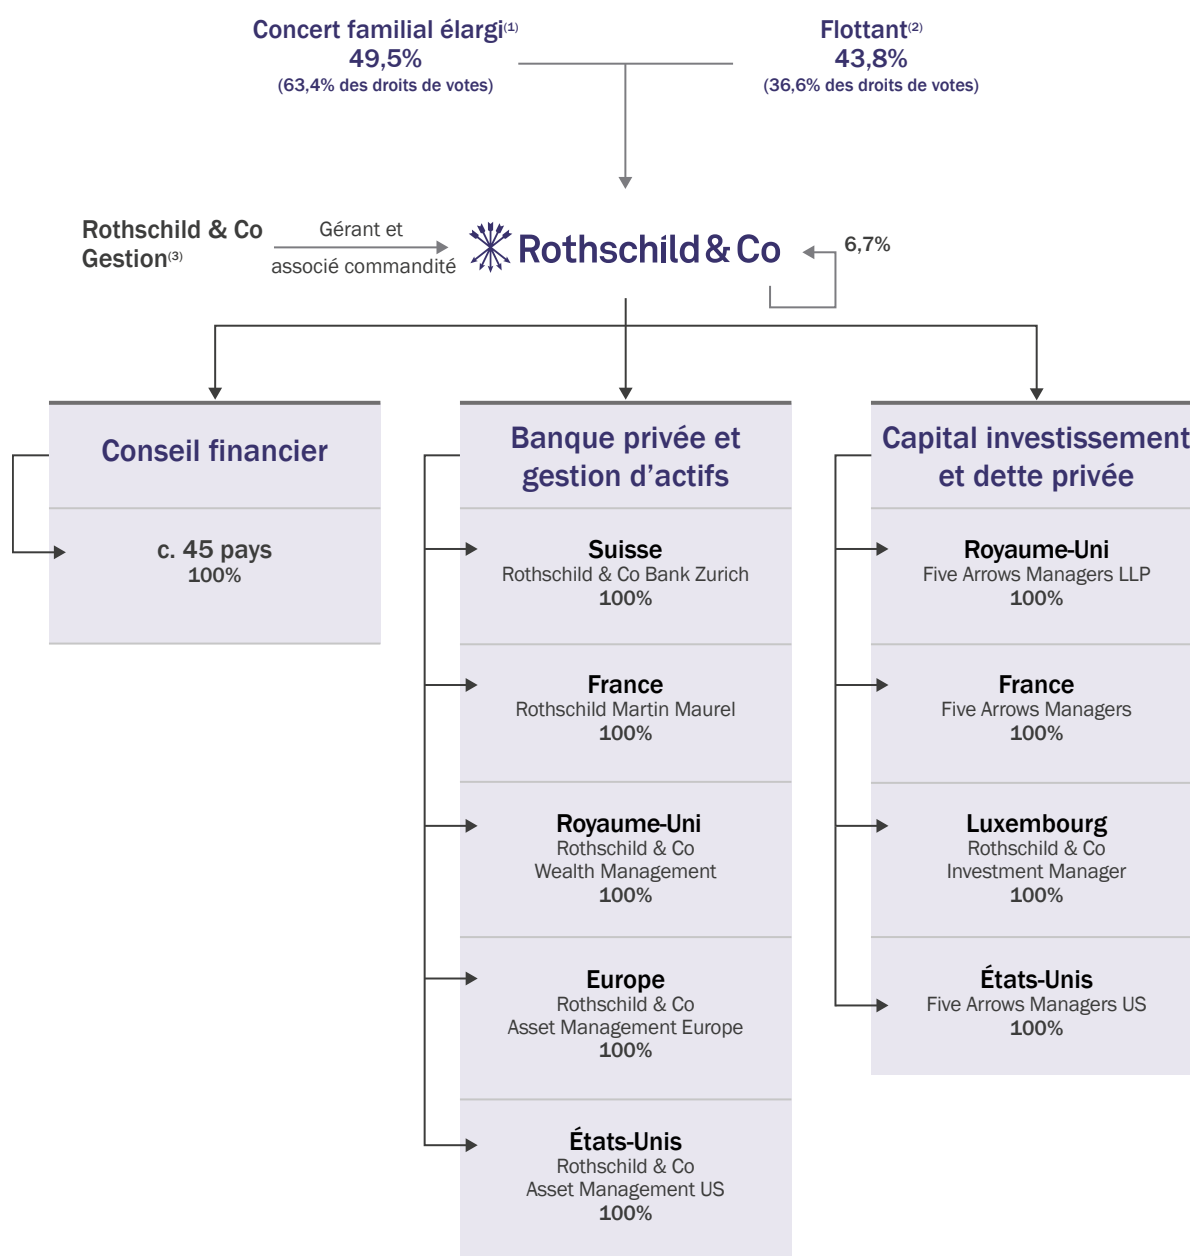 Concert familial élargi(1)
49,5%
(63,4% des droits de votes)
Flottant(2)
43,8%
(36,6% des droits de votes)
Rothschild & Co
Gestion(3)
Gérant et
associé commandité
Rothschild & Co
6,7%
Conseil financier
c. 45 pays
100%
Banque privée et
gestion d’actifs
Suisse
Rothschild & Co Bank Zurich
100%
France
Rothschild Martin Maurel
100%
Royaume-Uni
Rothschild & Co
Wealth Management
100%
Europe
Rothschild & Co
Asset Management Europe
100%
États-Unis
Rothschild & Co
Asset Management US
100%
Capital investissement
et dette privée
Royaume-Uni
Five Arrows Managers LLP
100%
France
Five Arrows Managers
100%
Luxembourg
Rothschild & Co
Investment Manager
100%
États-Unis
Five Arrows Managers US
100%